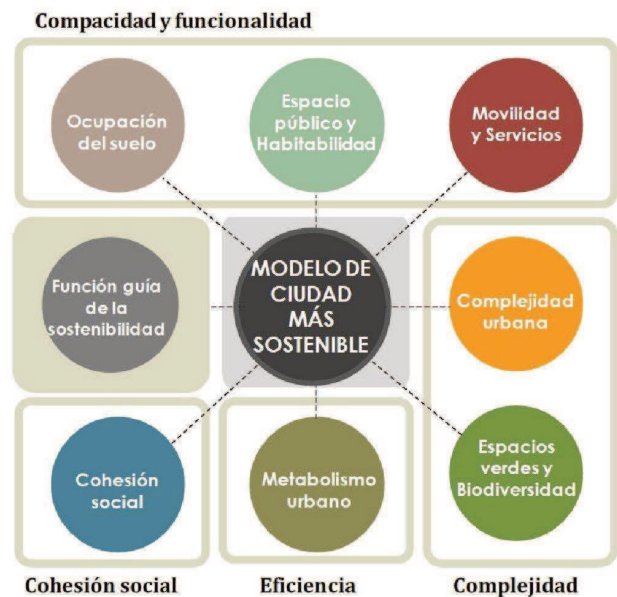 Compacidad y funcionalidad
Ocupación
del suelo
Espacio
público y
Habitabilidad
Movilidad
y Servicios
Función guía
de la
sostenibilidad
MODELO DE
CIUDAD
MÁS
SOSTENIBLE
Complejidad
urbana
Cohesión
social
Metabolismo
urbano
Espacios
verdes y
Biodiversidad
Cohesión social
Eficiencia
Complejidad